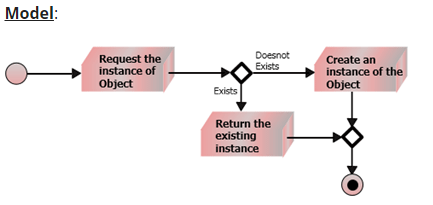 Model:
Request the
instance of
Object
Doesnot
Exists
Create an
instance of the
Object
Exists
Return the
existing
instance